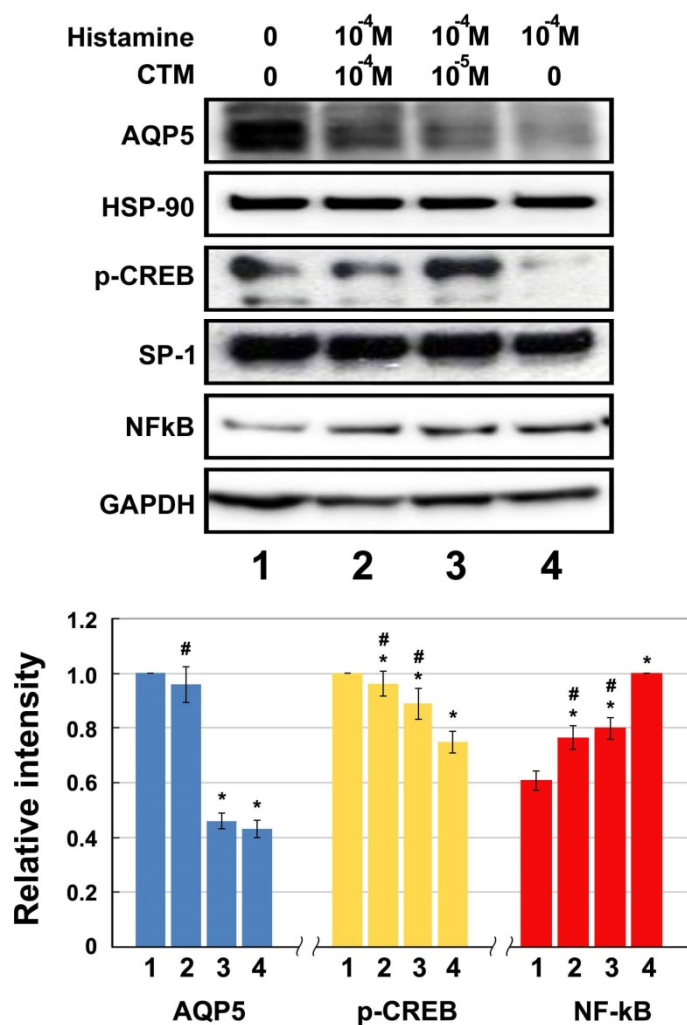 Histamine 0 10⁻⁴M 10⁻⁴M 10⁻⁴M
CTM 0 10⁻⁴M 10⁻⁵M 0
AQP5
HSP-90
p-CREB
SP-1
NFkB
GAPDH
1 2 3 4
Relative intensity
1.2
1.0
0.8
0.6
0.4
0.2
0
#
*
*
#
*
#
*
*
#
*
#
*
*
1 2 3 4 1 2 3 4 1 2 3 4
AQP5 p-CREB NF-kB